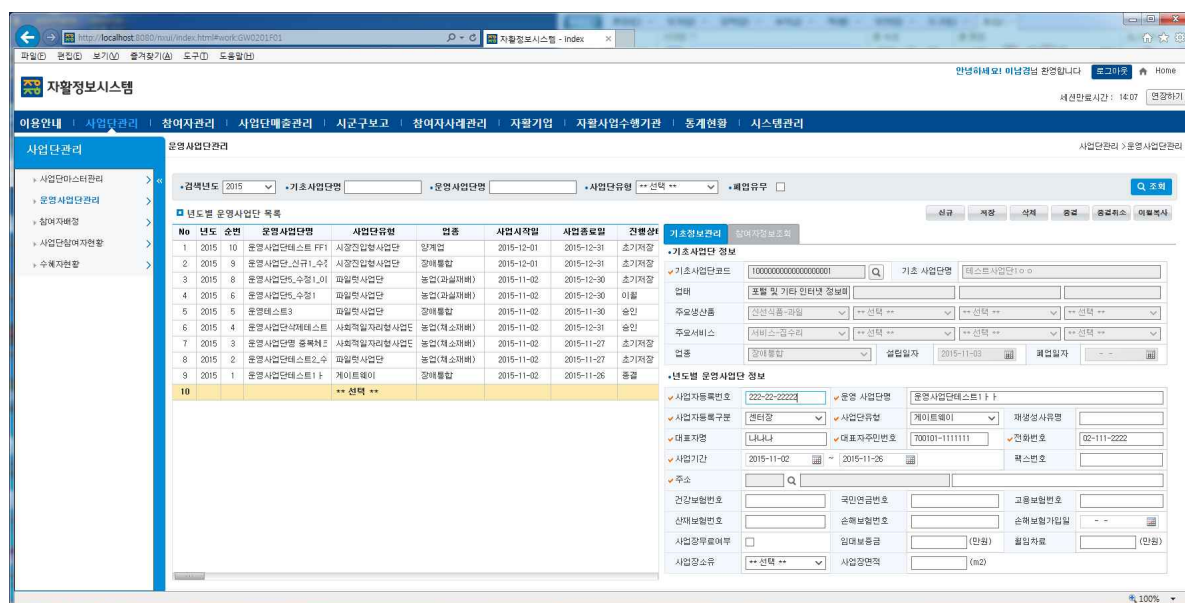 http://localhost:8080/nxui/index.html#work:GW0201F01
자활정보시스템 - index ×
파일(F) 편집(E) 보기(V) 즐겨찾기(A) 도구(T) 도움말(H)
안녕하세요! 이남경님 환영합니다 로그아웃 Home
자활정보시스템
세션만료시간 : 14:07 연장하기
이용안내 사업단관리 참여자관리 사업단매출관리 시군구보고 참여자사례관리 자활기업 자활사업수행기관 통계현황 시스템관리
사업단관리
운영사업단관리
사업단관리 > 운영사업단관리
사업단마스터관리
운영사업단관리
참여자배정
사업단참여자현황
수혜자현황
검색년도 2015 기초사업단명 운영사업단명 사업단유형 ** 선택 ** 폐업유무 조회
년도별 운영사업단 목록
신규 저장 삭제 종결 종결취소 이월복사
No 년도 순번 운영사업단명 사업단유형 업종 사업시작일 사업종료일 진행상태
1 2015 10 운영사업단테스트 FF1 시장진입형사업단 양계업 2015-12-01 2015-12-31 초기저장
2 2015 9 운영사업단_신규1_수정 시장진입형사업단 장애통합 2015-12-01 2015-12-31 초기저장
3 2015 8 운영사업단5_수정1_이 파일럿사업단 농업(과실재배) 2015-11-02 2015-12-30 초기저장
4 2015 6 운영사업단5_수정1 파일럿사업단 농업(과실재배) 2015-11-02 2015-12-30 이월
5 2015 5 운영테스트3 파일럿사업단 장애통합 2015-11-02 2015-11-30 승인
6 2015 4 운영사업단삭제테스트 사회적일자리형사업단 농업(채소재배) 2015-11-02 2015-12-31 승인
7 2015 3 운영사업단명 중복체크 사회적일자리형사업단 농업(채소재배) 2015-11-02 2015-11-27 초기저장
8 2015 2 운영사업단테스트2_수 파일럿사업단 농업(채소재배) 2015-11-02 2015-11-27 초기저장
9 2015 1 운영사업단테스트1ㅏ 게이트웨이 장애통합 2015-11-02 2015-11-26 종결
10 ** 선택 **
기초정보관리 참여자정보조회
기초사업단 정보
기초사업단코드 기초 사업단명 테스트사업단1ㅇㅇ
업태 포털 및 기타 인터넷 정보매
주요생산품 신선식품-과일 ** 선택 ** ** 선택 ** ** 선택 **
주요서비스 서비스-집수리 ** 선택 ** ** 선택 ** ** 선택 **
업종 장애통합 설립일자 2015-11-03 폐업일자 - -
년도별 운영사업단 정보
사업자등록번호 222-22-22222 운영 사업단명 운영사업단테스트1ㅏㅏ
사업자등록구분 센터장 사업단유형 게이트웨이 재생성사유명
대표자명 나나나 대표자주민번호 700101-1111111 전화번호 02-111-2222
사업기간 2015-11-02 ~ 2015-11-26 팩스번호
주소
건강보험번호 국민연금번호 고용보험번호
산재보험번호 손해보험번호 손해보험가입일 - -
사업장무료여부 임대보증금 (만원) 월임차료 (만원)
사업장소유 ** 선택 ** 사업장면적 (m2)
100%